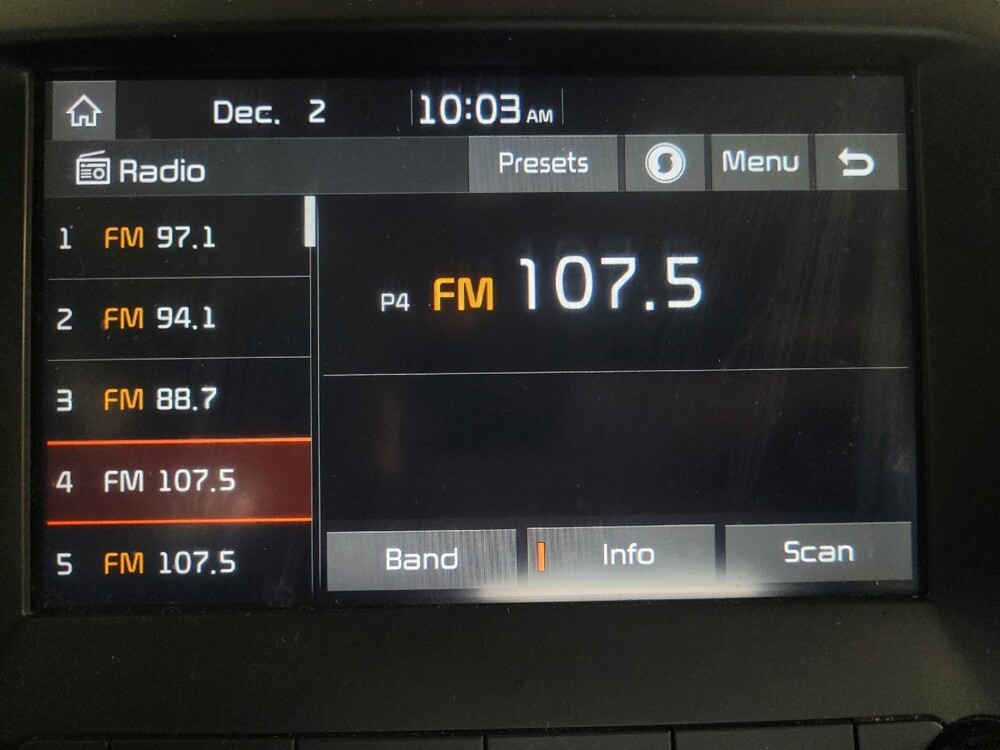 Dec. 2 10:03 AM
Radio Presets Menu
1 FM 97.1
2 FM 94.1
3 FM 88.7
4 FM 107.5
5 FM 107.5
P4 FM 107.5
Band Info Scan